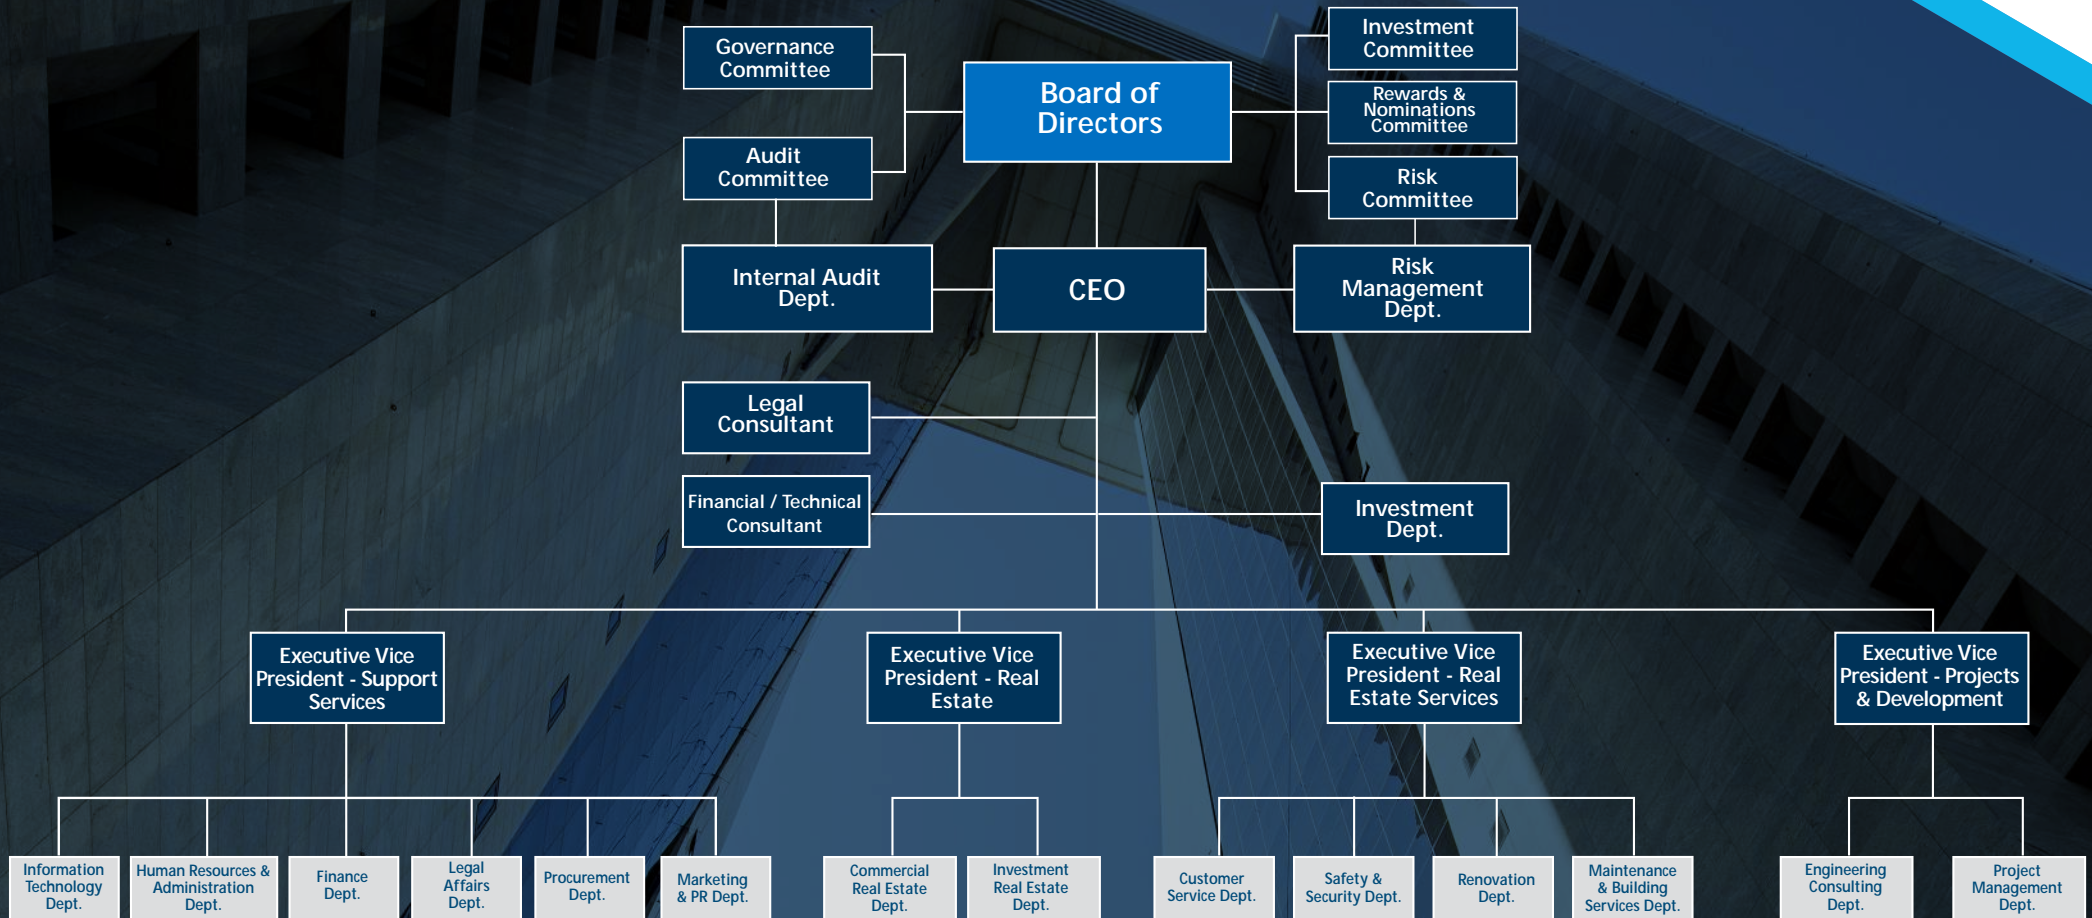 Governance
Committee
Board of
Directors
Investment
Committee
Rewards &
Nominations
Committee
Audit
Committee
Risk
Committee
Internal Audit
Dept.
CEO
Risk
Management
Dept.
Legal
Consultant
Financial / Technical
Consultant
Investment
Dept.
Executive Vice
President - Support
Services
Executive Vice
President - Real
Estate
Executive Vice
President - Real
Estate Services
Executive Vice
President - Projects
& Development
Information
Technology
Dept.
Human Resources &
Administration
Dept.
Finance
Dept.
Legal
Affairs
Dept.
Procurement
Dept.
Marketing
& PR Dept.
Commercial
Real Estate
Dept.
Investment
Real Estate
Dept.
Customer
Service Dept.
Safety &
Security Dept.
Renovation
Dept.
Maintenance
& Building
Services Dept.
Engineering
Consulting
Dept.
Project
Management
Dept.